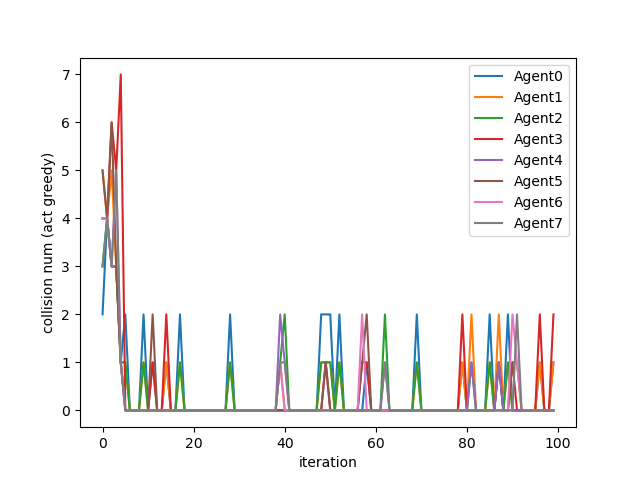 7
6
5
4
3
2
1
0
collision num (act greedy)
0
20
40
60
80
100
iteration
Agent0
Agent1
Agent2
Agent3
Agent4
Agent5
Agent6
Agent7